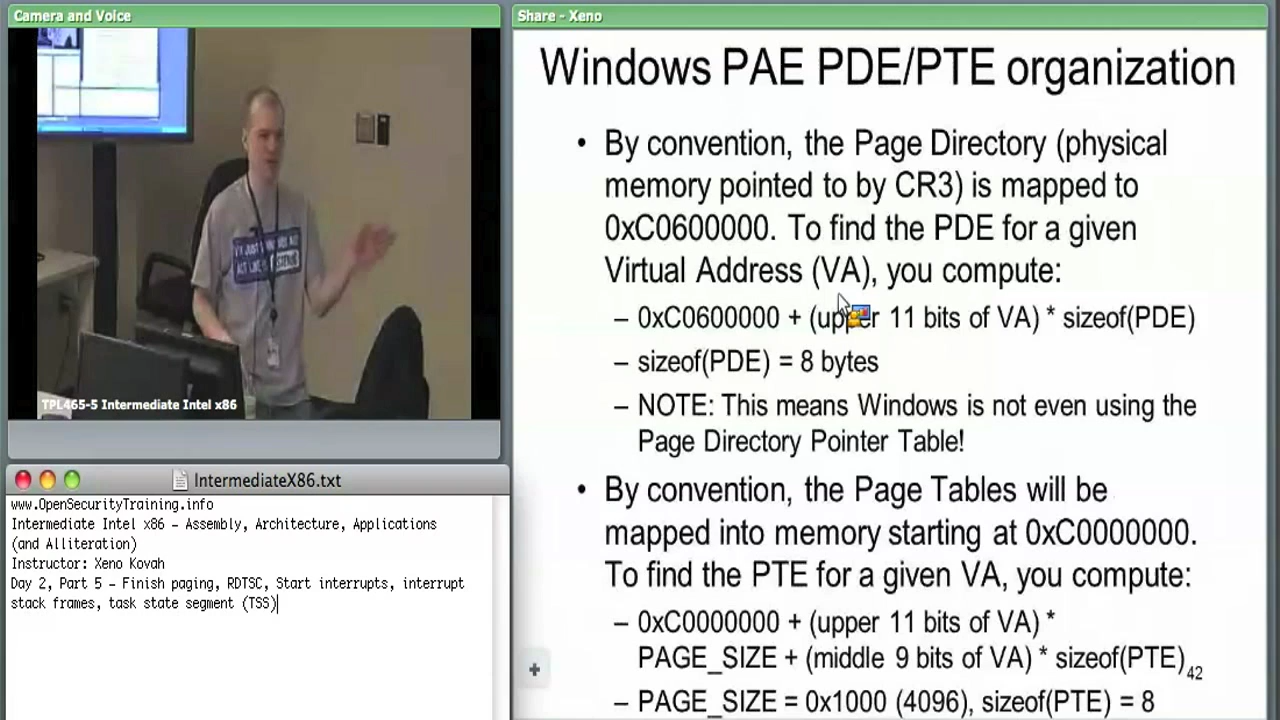 Camera and Voice
TPL465-5 Intermediate Intel x86
IntermediateX86.txt
www.OpenSecurityTraining.info
Intermediate Intel x86 – Assembly, Architecture, Applications
(and Alliteration)
Instructor: Xeno Kovah
Day 2, Part 5 – Finish paging, RDTSC, Start interrupts, interrupt
stack frames, task state segment (TSS)
Share - Xeno
Windows PAE PDE/PTE organization
• By convention, the Page Directory (physical
memory pointed to by CR3) is mapped to
0xC0600000. To find the PDE for a given
Virtual Address (VA), you compute:
– 0xC0600000 + (upper 11 bits of VA) * sizeof(PDE)
– sizeof(PDE) = 8 bytes
– NOTE: This means Windows is not even using the
Page Directory Pointer Table!
• By convention, the Page Tables will be
mapped into memory starting at 0xC0000000.
To find the PTE for a given VA, you compute:
– 0xC0000000 + (upper 11 bits of VA) *
PAGE_SIZE + (middle 9 bits of VA) * sizeof(PTE)
42
– PAGE_SIZE = 0x1000 (4096), sizeof(PTE) = 8